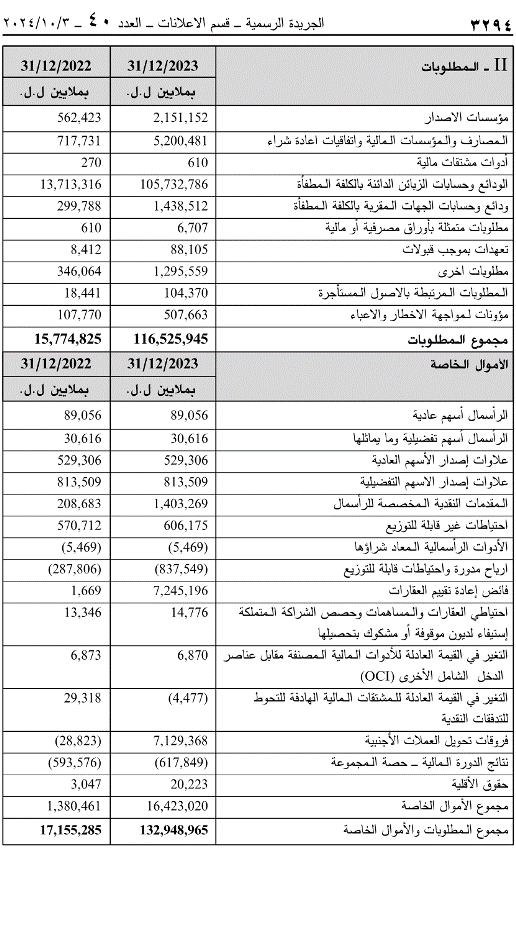 ٣٢٩٤ الجريدة الرسمية ـ قسم الاعلانات ـ العدد ٤٠ ـ ٢٠٢٤/١٠/٣
II ـ المطلوبات 31/12/2023 31/12/2022
بملايين ل.ل. بملايين ل.ل.
مؤسسات الاصدار 2,151,152 562,423
المصارف والمؤسسات المالية واتفاقيات اعادة شراء 5,200,481 717,731
أدوات مشتقات مالية 610 270
الودائع وحسابات الزبائن الدائنة بالكلفة المطفأة 105,732,786 13,713,316
ودائع وحسابات الجهات المقربة بالكلفة المطفأة 1,438,512 299,788
مطلوبات متمثلة بأوراق مصرفية أو مالية 6,707 610
تعهدات بموجب قبولات 88,105 8,412
مطلوبات اخرى 1,295,559 346,064
المطلوبات المرتبطة بالاصول المستأجرة 104,370 18,441
مؤونات لمواجهة الاخطار والاعباء 507,663 107,770
مجموع المطلوبات 116,525,945 15,774,825
الأموال الخاصة 31/12/2023 31/12/2022
بملايين ل.ل. بملايين ل.ل.
الرأسمال أسهم عادية 89,056 89,056
الرأسمال أسهم تفضيلية وما يماثلها 30,616 30,616
علاوات إصدار الأسهم العادية 529,306 529,306
علاوات إصدار الاسهم التفضيلية 813,509 813,509
المقدمات النقدية المخصصة للرأسمال 1,403,269 208,683
احتياطات غير قابلة للتوزيع 606,175 570,712
الأدوات الرأسمالية المعاد شراؤها (5,469) (5,469)
ارباح مدورة واحتياطات قابلة للتوزيع (837,549) (287,806)
فائض إعادة تقييم العقارات 7,245,196 1,669
احتياطي العقارات والمساهمات وحصص الشراكة المتملكة 14,776 13,346
إستيفاء لديون موقوفة أو مشكوك بتحصيلها
التغير في القيمة العادلة للأدوات المالية المصنفة مقابل عناصر 6,870 6,873
الدخل الشامل الأخرى (OCI)
التغير في القيمة العادلة للمشتقات المالية الهادفة للتحوط (4,477) 29,318
للتدفقات النقدية
فروقات تحويل العملات الأجنبية 7,129,368 (28,823)
نتائج الدورة المالية ـ حصة المجموعة (617,849) (593,576)
حقوق الأقلية 20,223 3,047
مجموع الأموال الخاصة 16,423,020 1,380,461
مجموع المطلوبات والأموال الخاصة 132,948,965 17,155,285